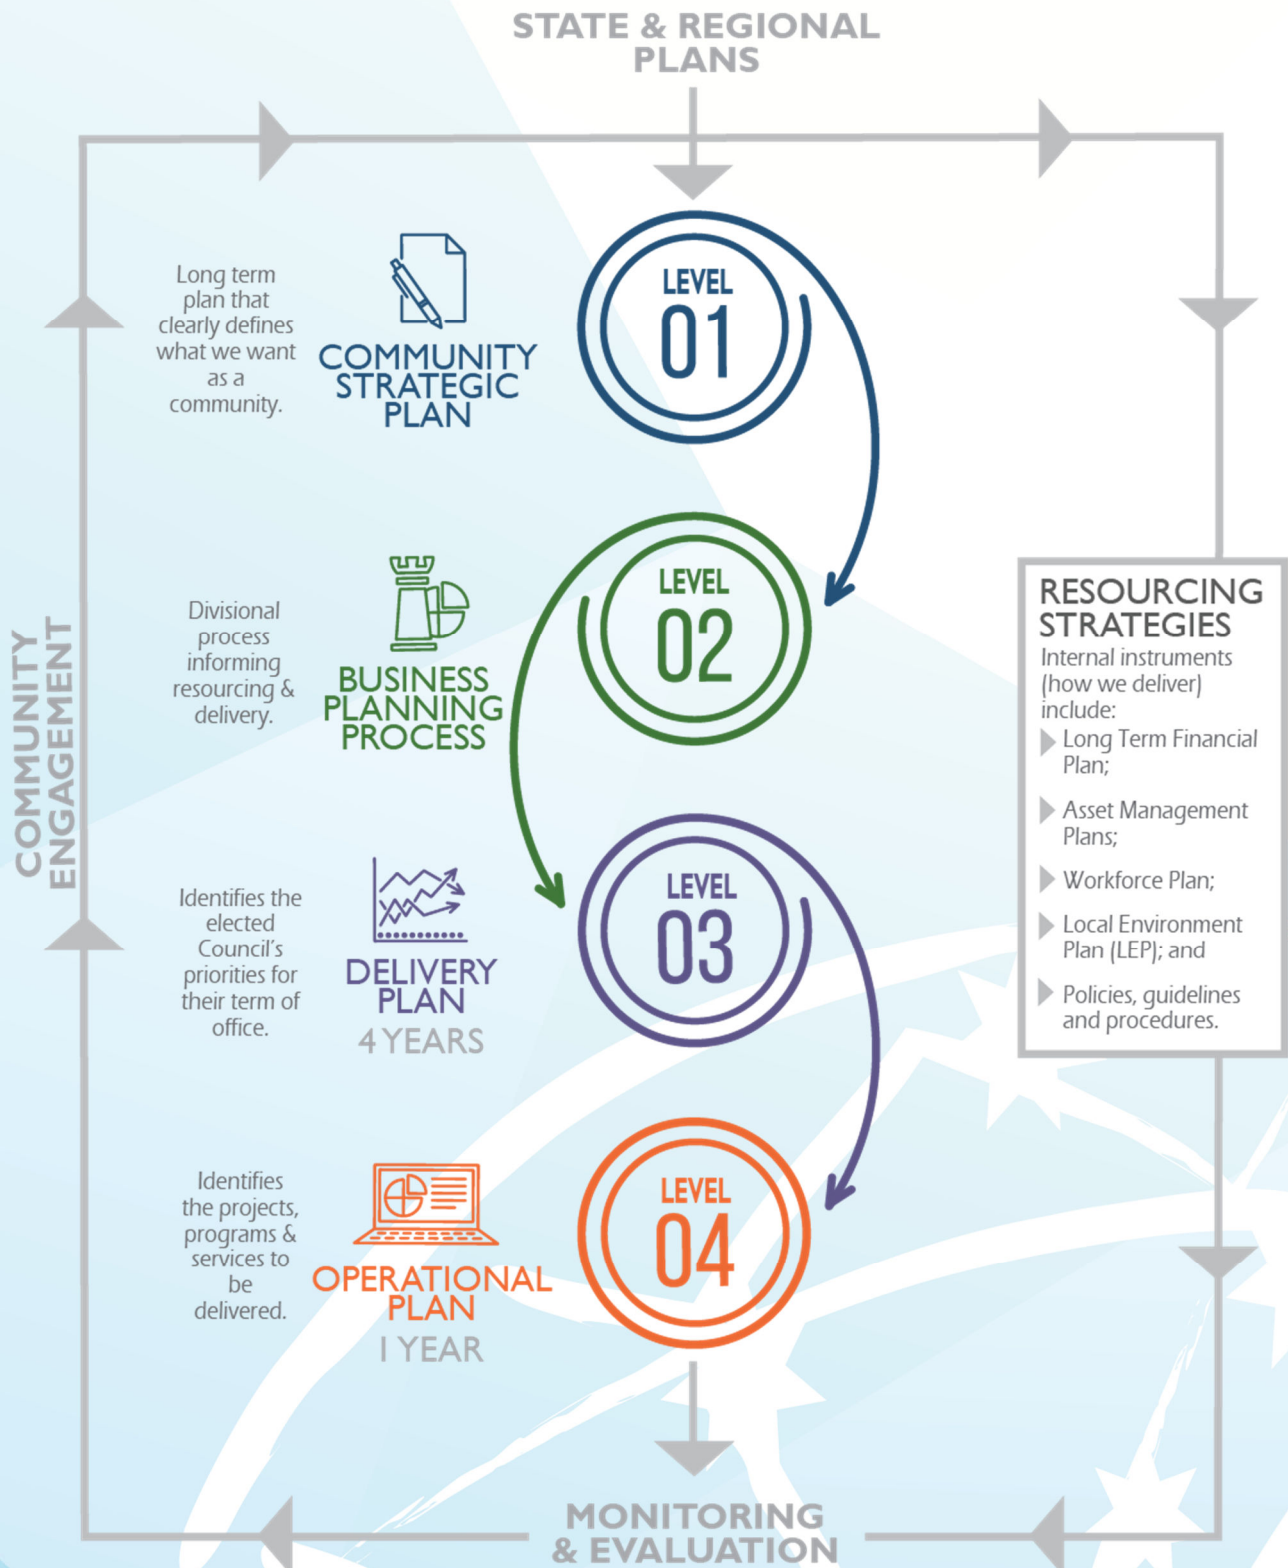 STATE & REGIONAL
PLANS
Long term
plan that
clearly defines
what we want
as a
community.
COMMUNITY
STRATEGIC
PLAN
LEVEL
01
Divisional
process
informing
resourcing &
delivery.
BUSINESS
PLANNING
PROCESS
LEVEL
02
COMMUNITY
ENGAGEMENT
RESOURCING
STRATEGIES
Internal instruments
(how we deliver)
include:
Long Term Financial
Plan;
Asset Management
Plans;
Workforce Plan;
Local Environment
Plan (LEP); and
Policies, guidelines
and procedures.
Identifies the
elected
Council's
priorities for
their term of
office.
DELIVERY
PLAN
4 YEARS
LEVEL
03
Identifies
the projects,
programs &
services to
be
delivered.
OPERATIONAL
PLAN
1 YEAR
LEVEL
04
MONITORING
& EVALUATION